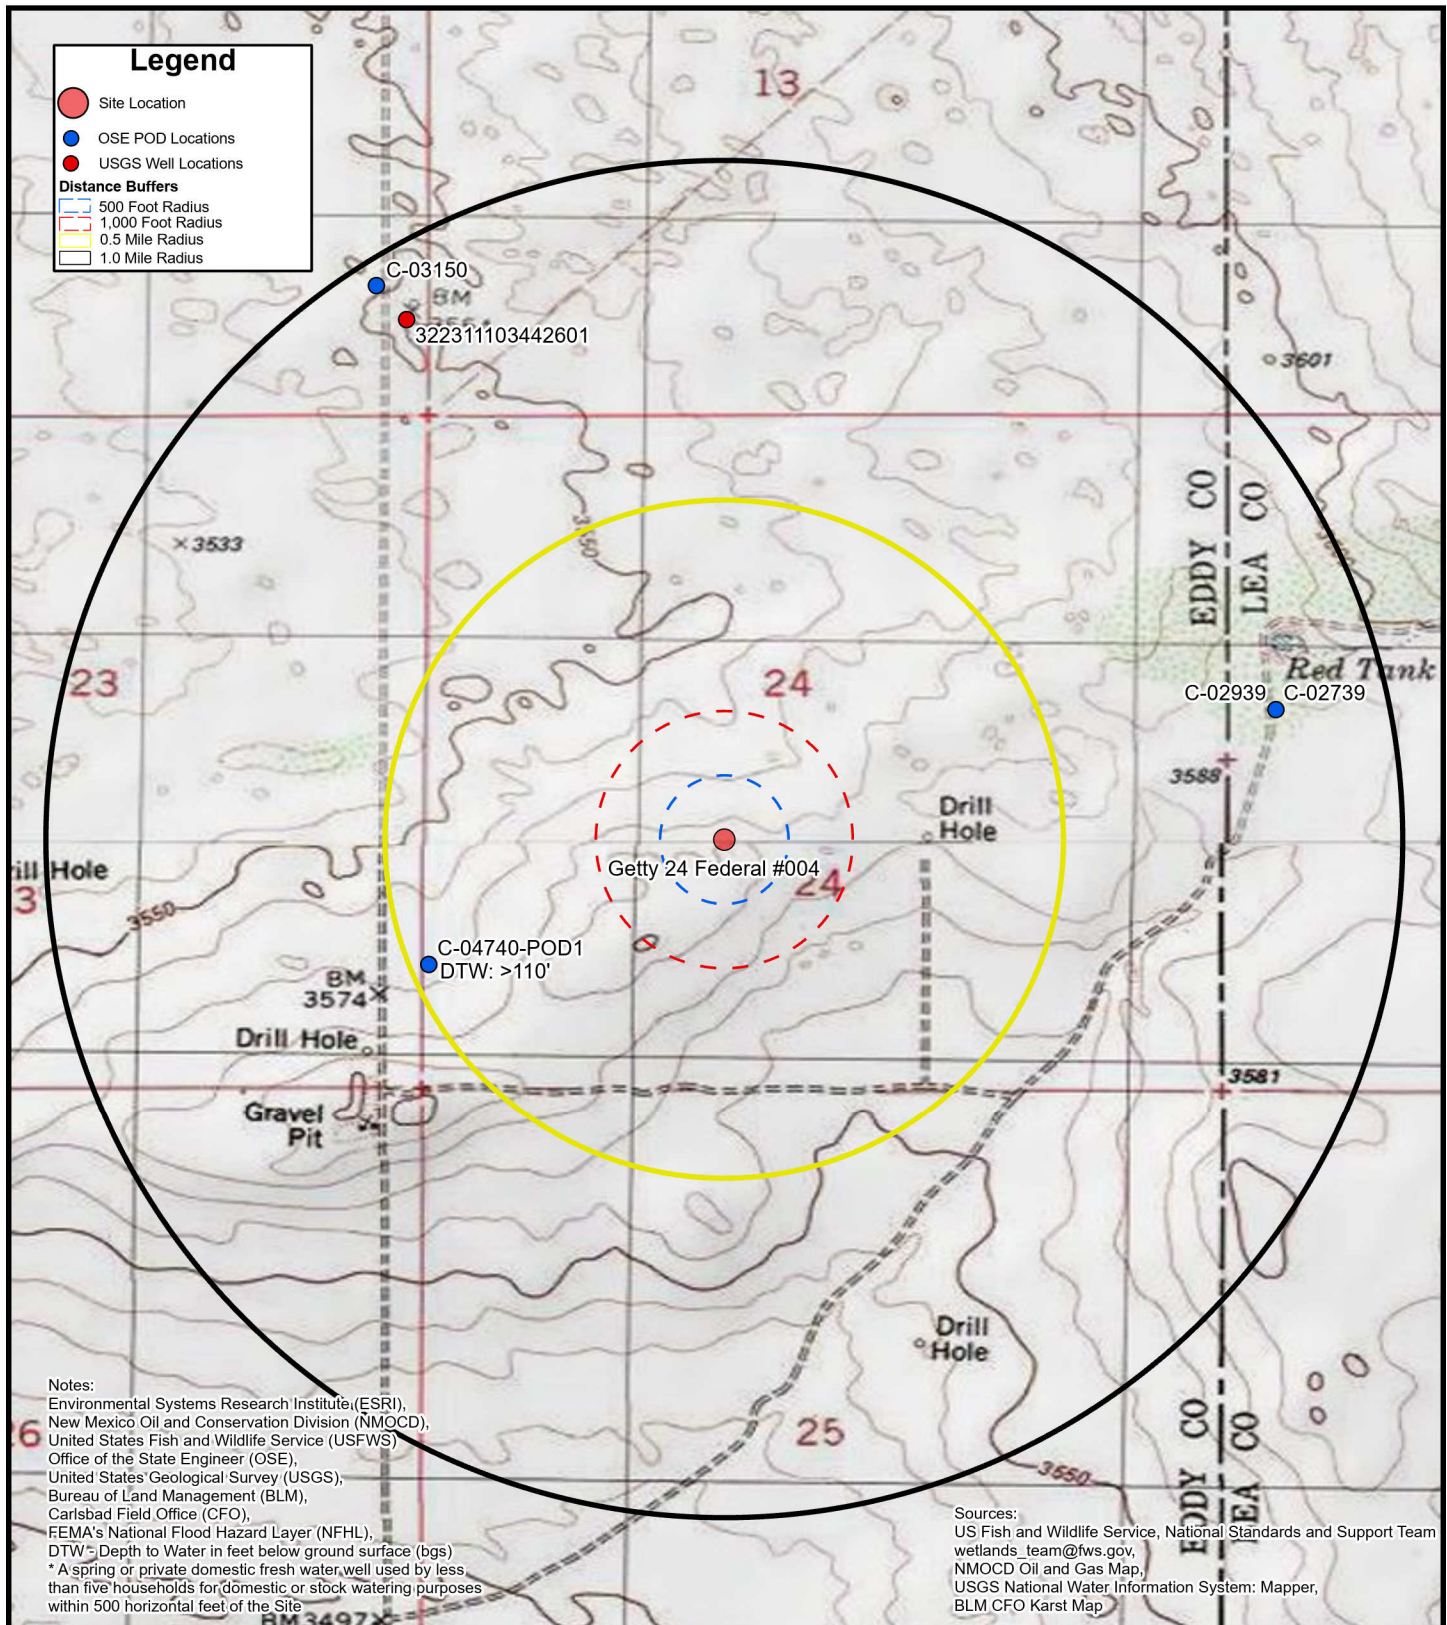 Legend
Site Location
OSE POD Locations
USGS Well Locations
Distance Buffers
500 Foot Radius
1,000 Foot Radius
0.5 Mile Radius
1.0 Mile Radius
13
C-03150
BM
322311103442601
3601
3550
3533
EDDY CO
LEA CO
23
24
Red Tank
C-02939
C-02739
3588
Drill
Hole
Getty 24 Federal #004
24
ill Hole
3
3550
C-04740-POD1
DTW: >110'
BM
3574
Drill Hole
3581
Gravel
Pit
Drill
Hole
25
26
3550
EDDY CO
LEA CO
Notes:
Environmental Systems Research Institute (ESRI),
New Mexico Oil and Conservation Division (NMOCD),
United States Fish and Wildlife Service (USFWS)
Office of the State Engineer (OSE),
United States Geological Survey (USGS),
Bureau of Land Management (BLM),
Carlsbad Field Office (CFO),
FEMA's National Flood Hazard Layer (NFHL),
DTW - Depth to Water in feet below ground surface (bgs)
* A spring or private domestic fresh water well used by less
than five households for domestic or stock watering purposes
within 500 horizontal feet of the Site
BM 3497
Sources:
US Fish and Wildlife Service, National Standards and Support Team
wetlands_team@fws.gov,
NMOCD Oil and Gas Map,
USGS National Water Information System: Mapper,
BLM CFO Karst Map